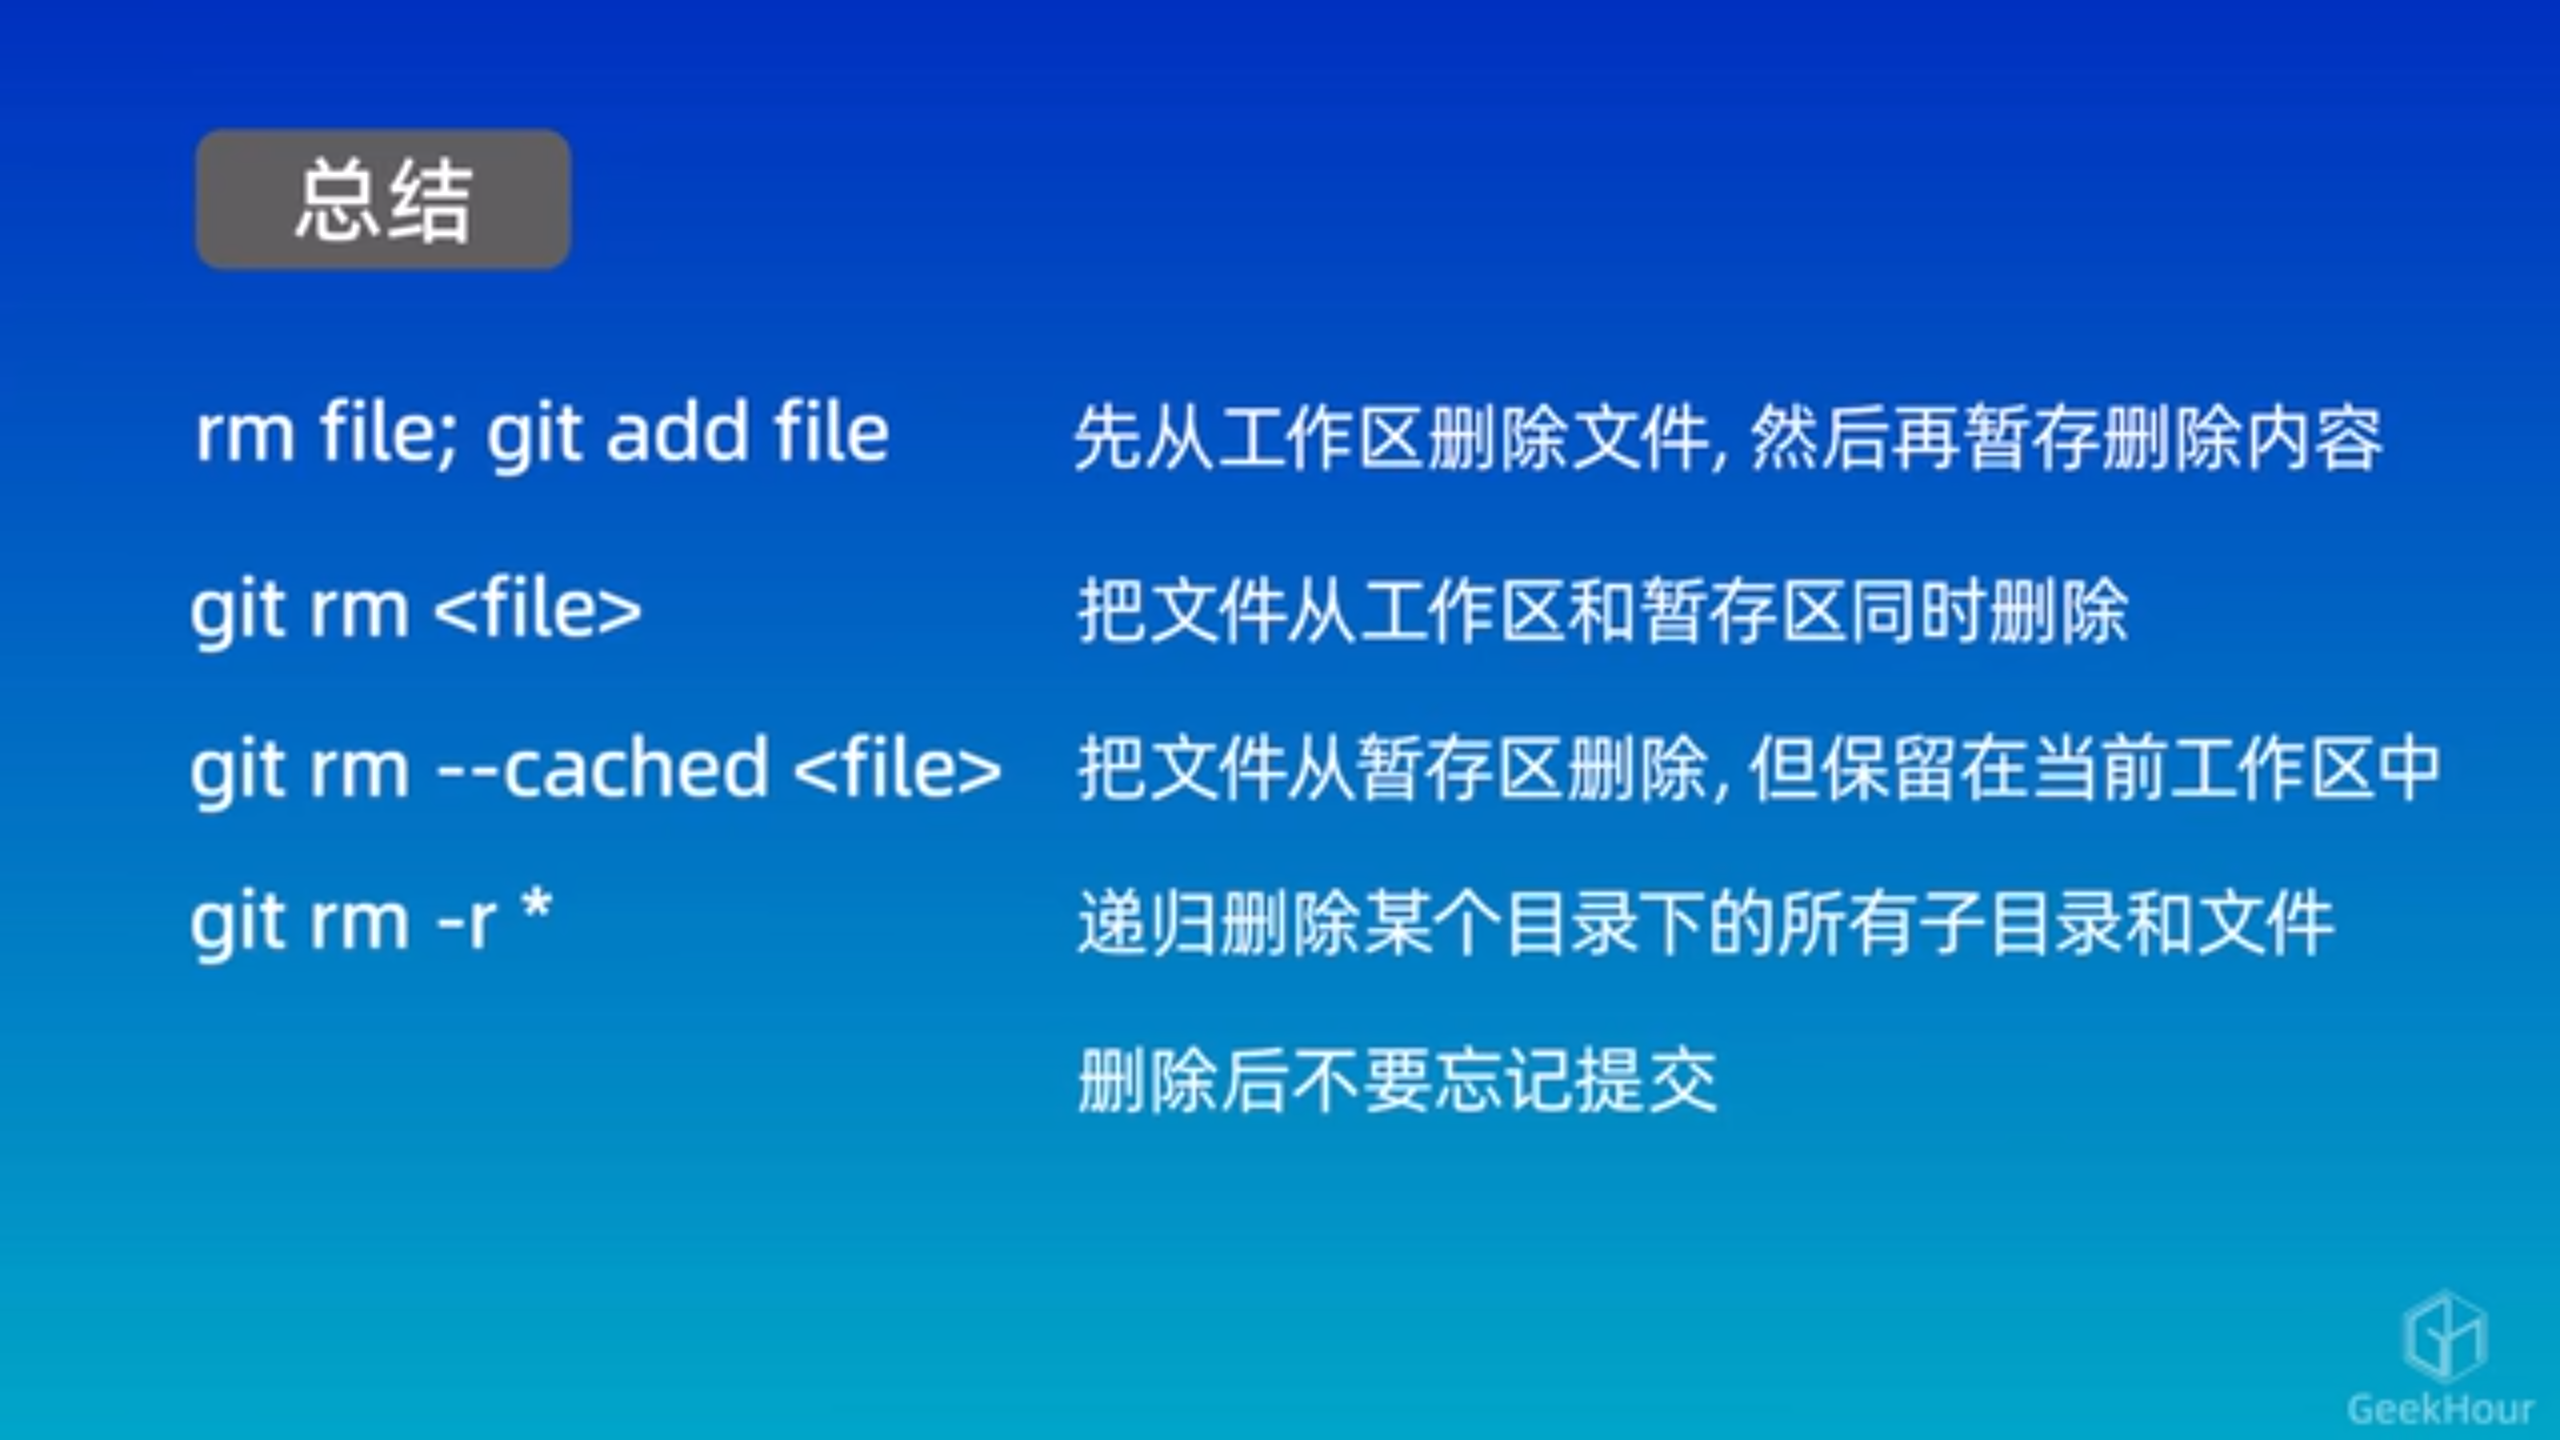 总结
rm file; git add file 先从工作区删除文件, 然后再暂存删除内容
git rm <file> 把文件从工作区和暂存区同时删除
git rm --cached <file> 把文件从暂存区删除, 但保留在当前工作区中
git rm -r * 递归删除某个目录下的所有子目录和文件
删除后不要忘记提交
GeekHour